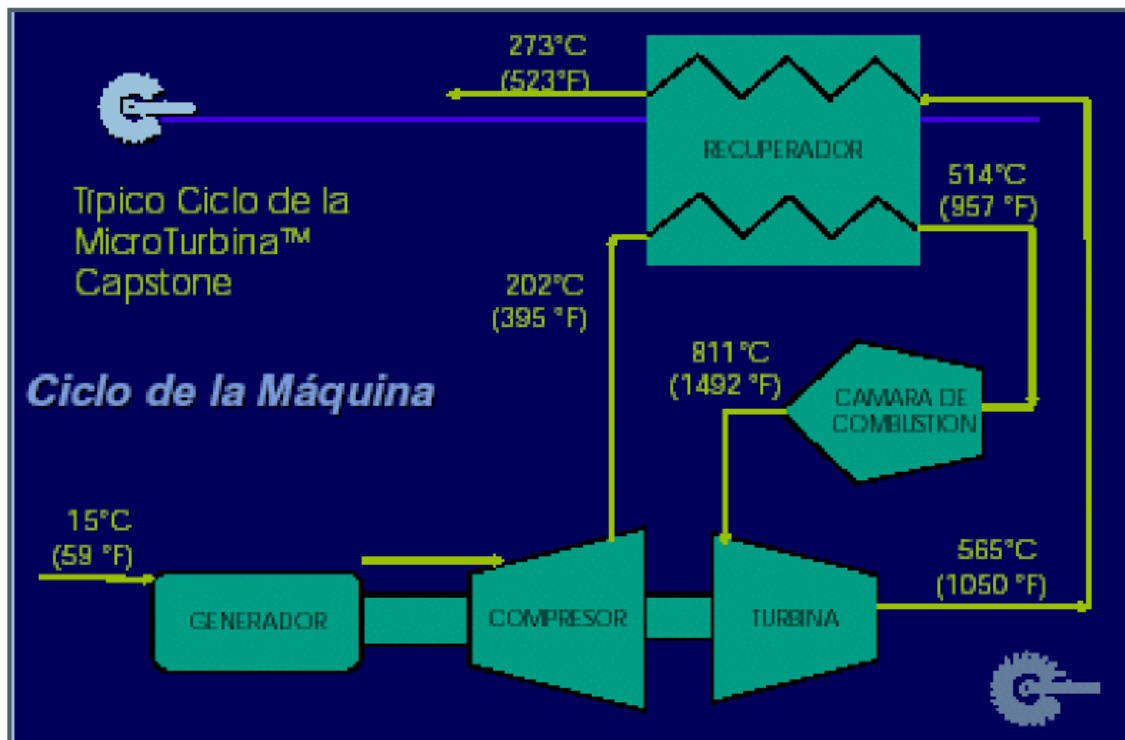 273°C
(523°F)
RECUPERADOR
514°C
(957 °F)
Típico Ciclo de la
MicroTurbina™
Capstone
202°C
(395 °F)
811°C
(1492 °F)
Ciclo de la Máquina
CAMARA DE
COMBUSTION
15°C
(59 °F)
565°C
(1050 °F)
GENERADOR
COMPRESOR
TURBINA